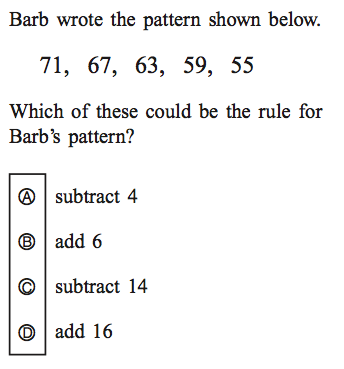 Barb wrote the pattern shown below.
71, 67, 63, 59, 55
Which of these could be the rule for
Barb's pattern?
Ⓐ subtract 4
Ⓑ add 6
Ⓒ subtract 14
Ⓓ add 16